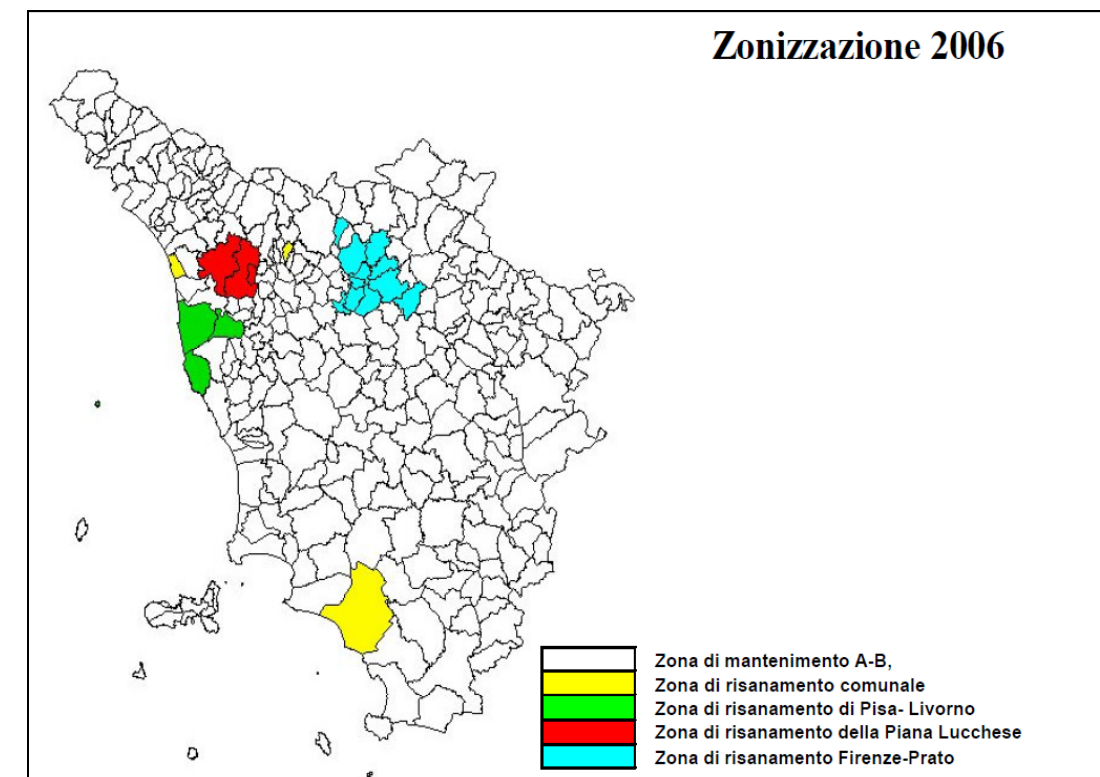 Zonizzazione 2006
Zona di mantenimento A-B,
Zona di risanamento comunale
Zona di risanamento di Pisa- Livorno
Zona di risanamento della Piana Lucchese
Zona di risanamento Firenze-Prato